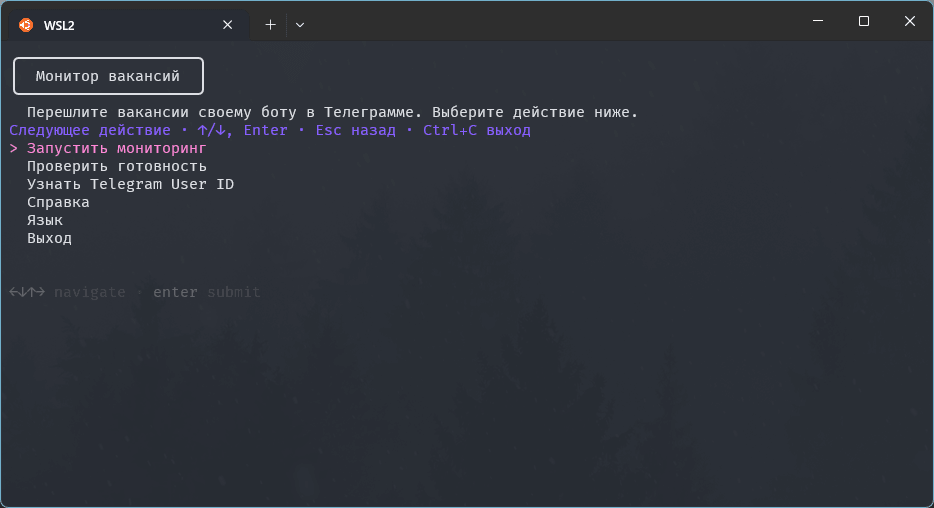 WSL2
Монитор вакансий
Перешлите вакансии своему боту в Телеграмме. Выберите действие ниже.
Следующее действие · ↑/↓, Enter · Esc назад · Ctrl+C выход
> Запустить мониторинг
Проверить готовность
Узнать Telegram User ID
Справка
Язык
Выход
←↓↑→ navigate · enter submit